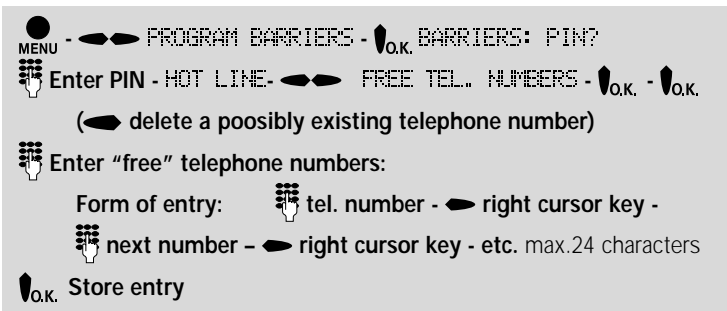 MENU - PROGRAM BARRIERS - O.K. BARRIERS: PIN?
Enter PIN - HOT LINE- FREE TEL. NUMBERS - O.K. - O.K.
( delete a poosibly existing telephone number)
Enter “free” telephone numbers:
Form of entry: tel. number - right cursor key -
next number – right cursor key - etc. max.24 characters
O.K. Store entry